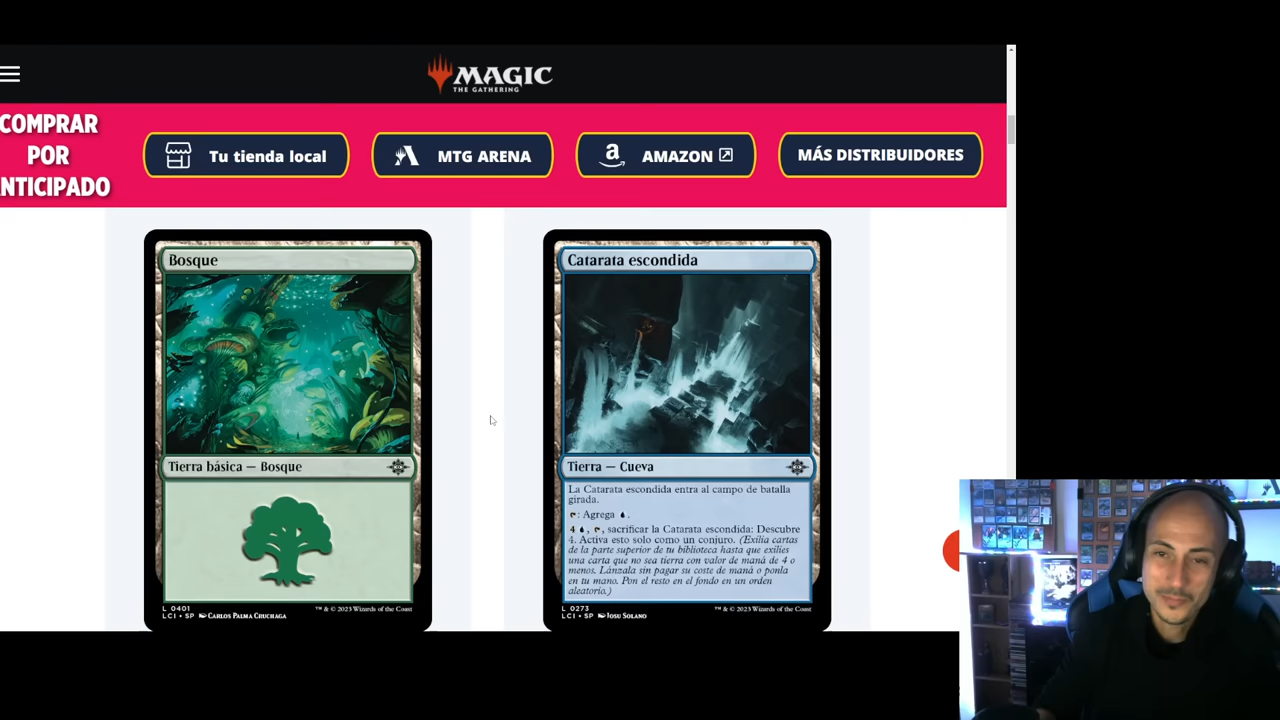 MAGIC
THE GATHERING
COMPRAR
POR
NTICIPADO
Tu tienda local
MTG ARENA
AMAZON
MÁS DISTRIBUIDORES
Bosque
Tierra básica — Bosque
L 0401
LCI • SP CARLOS PALMA CRUCHAGA
™ & © 2023 Wizards of the Coast
Catarata escondida
Tierra — Cueva
La Catarata escondida entra al campo de batalla
girada.
: Agrega .
4 , , sacrificar la Catarata escondida: Descubre
4. Activa esto solo como un conjuro. (Exilia cartas
de la parte superior de tu biblioteca hasta que exilies
una carta que no sea tierra con valor de maná de 4 o
menos. Lánzala sin pagar su coste de maná o ponla
en tu mano. Pon el resto en el fondo en un orden
aleatorio.)
L 0273
LCI • SP IOSU SOLANO
™ & © 2023 Wizards of the Coast